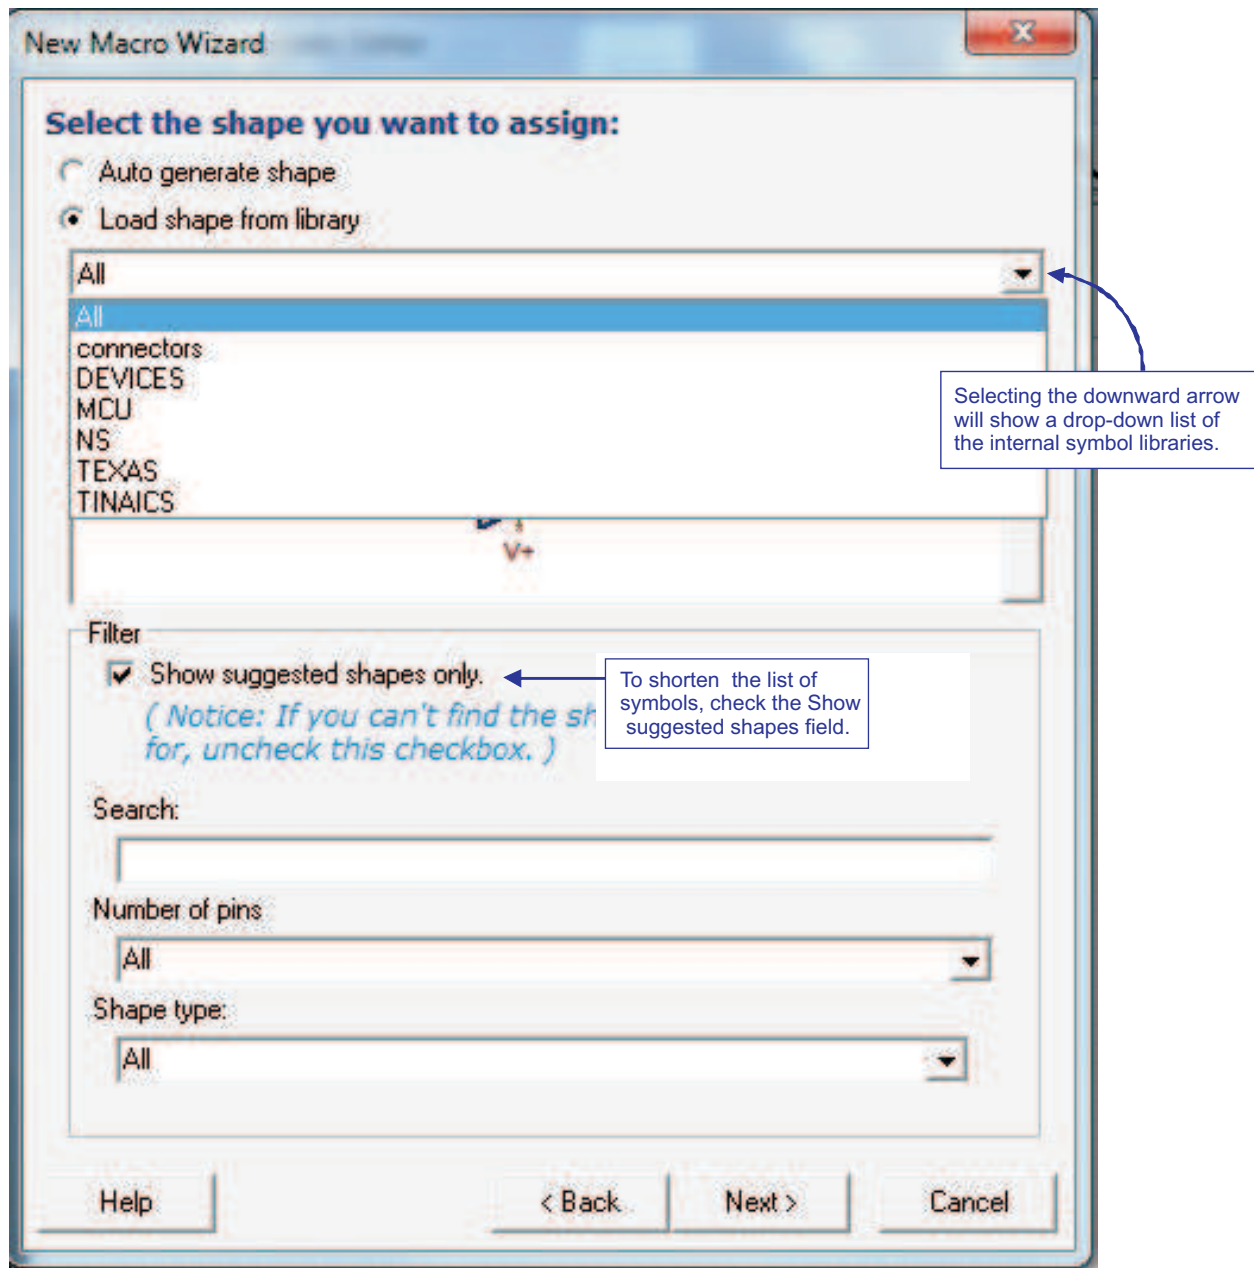 New Macro Wizard
Select the shape you want to assign:
Auto generate shape
Load shape from library
All
All
connectors
DEVICES
MCU
NS
TEXAS
TINAICS
Selecting the downward arrow
will show a drop-down list of
the internal symbol libraries.
V+
Filter
Show suggested shapes only.
( Notice: If you can't find the sh
for, uncheck this checkbox. )
To shorten the list of
symbols, check the Show
suggested shapes field.
Search:
Number of pins
All
Shape type:
All
Help
< Back
Next >
Cancel